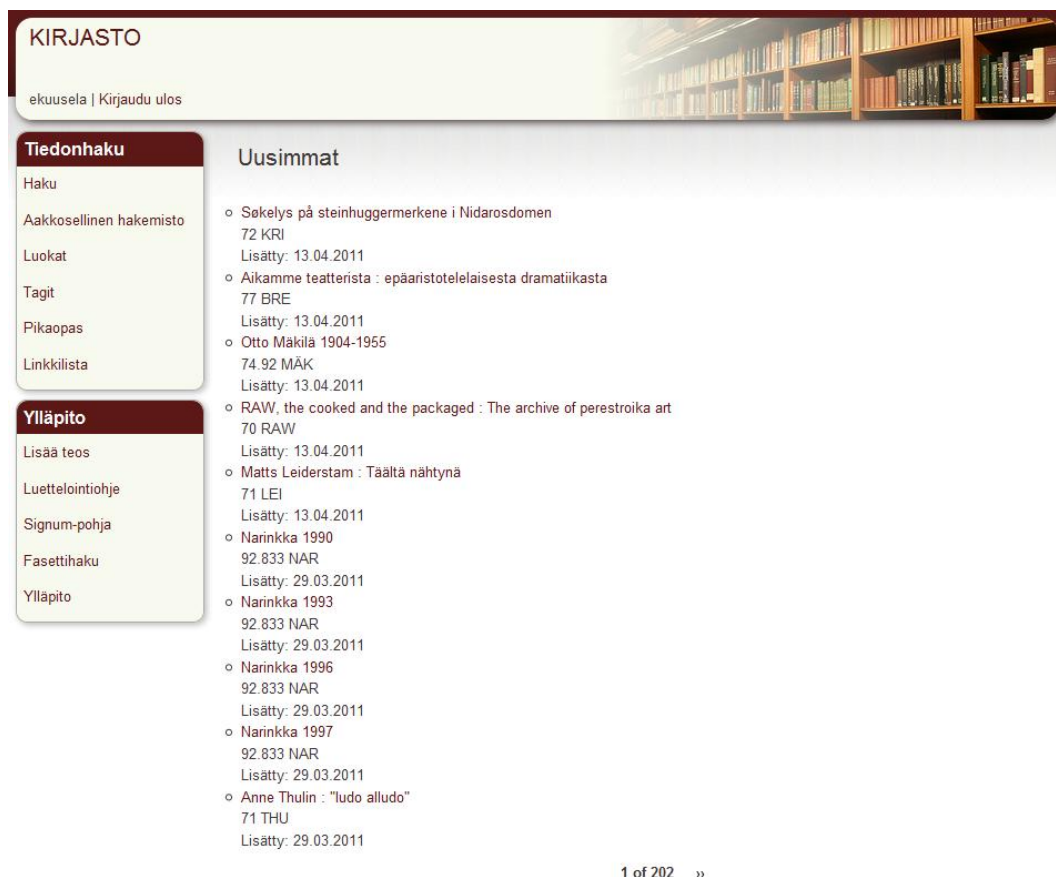 KIRJASTO
ekuusela | Kirjaudu ulos
Tiedonhaku
Haku
Aakkosellinen hakemisto
Luokat
Tagit
Pikaopas
Linkkilista
Ylläpito
Lisää teos
Luettelointiohje
Signum-pohja
Fasettihaku
Ylläpito
Uusimmat
Søkelys på steinhuggermerkene i Nidarosdomen
72 KRI
Lisätty: 13.04.2011
Aikamme teatterista : epäaristotelelaisesta dramatiikasta
77 BRE
Lisätty: 13.04.2011
Otto Mäkilä 1904-1955
74.92 MÄK
Lisätty: 13.04.2011
RAW, the cooked and the packaged : The archive of perestroika art
70 RAW
Lisätty: 13.04.2011
Matts Leiderstam : Täältä nähtynä
71 LEI
Lisätty: 13.04.2011
Narinkka 1990
92.833 NAR
Lisätty: 29.03.2011
Narinkka 1993
92.833 NAR
Lisätty: 29.03.2011
Narinkka 1996
92.833 NAR
Lisätty: 29.03.2011
Narinkka 1997
92.833 NAR
Lisätty: 29.03.2011
Anne Thulin : "ludo alludo"
71 THU
Lisätty: 29.03.2011
1 of 202 ››